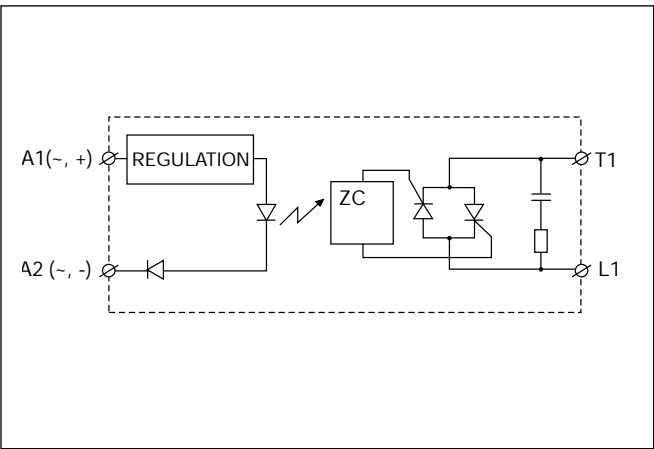 A1(~, +)
REGULATION
ZC
T1
A2 (~, -)
L1